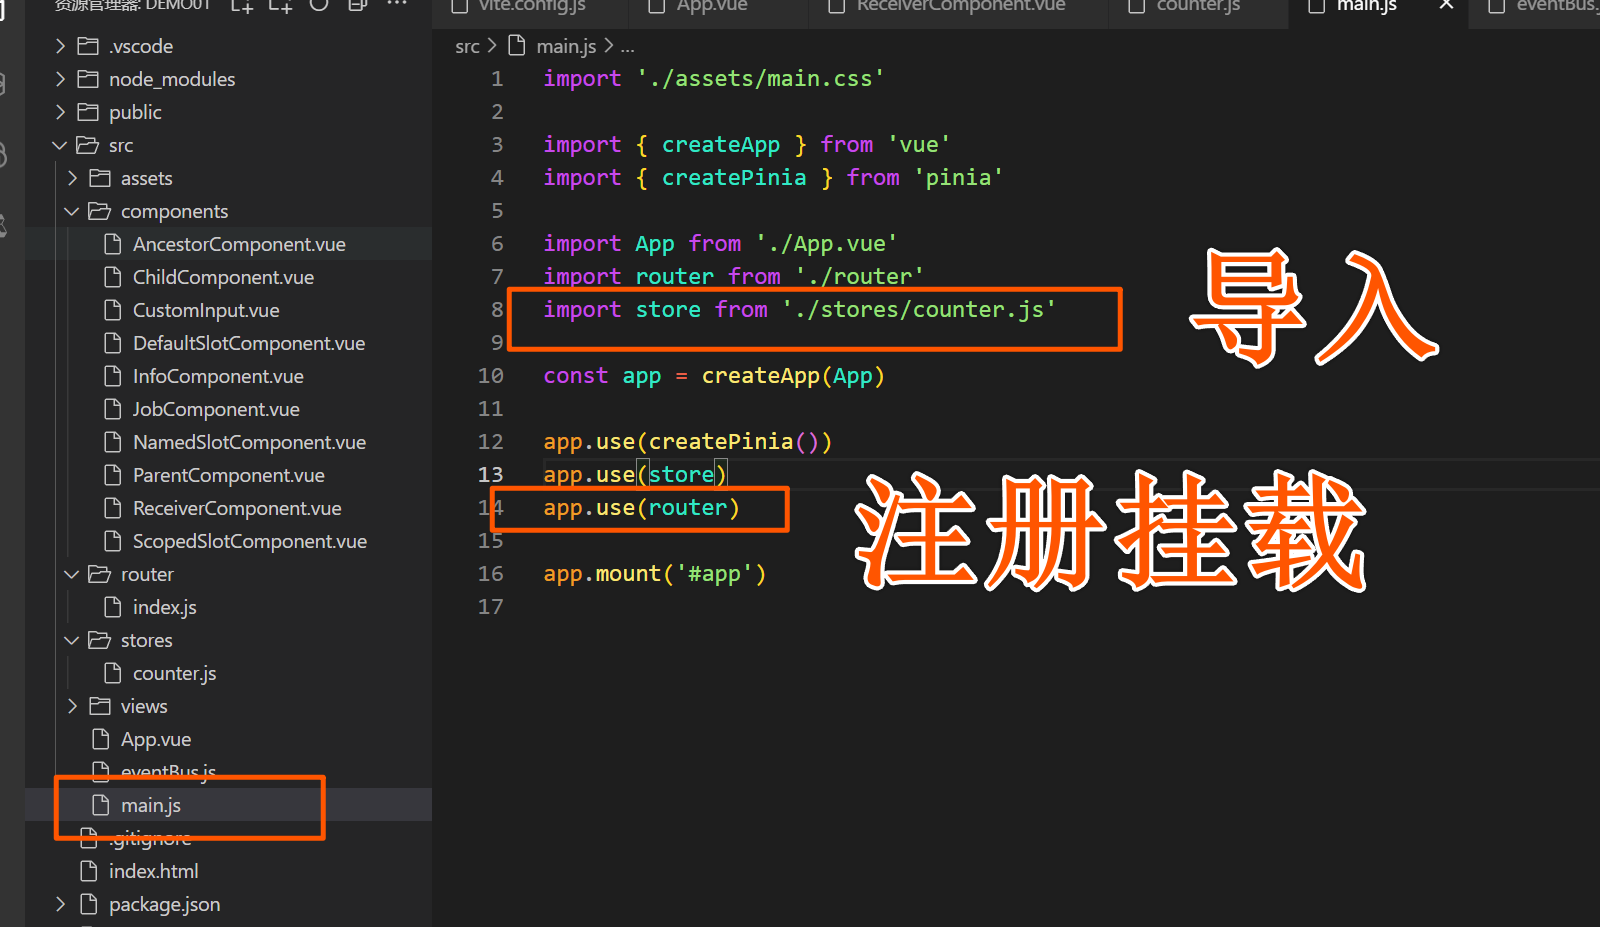 资源管理器: DEMO01
.vscode
node_modules
public
src
assets
components
AncestorComponent.vue
ChildComponent.vue
CustomInput.vue
DefaultSlotComponent.vue
InfoComponent.vue
JobComponent.vue
NamedSlotComponent.vue
ParentComponent.vue
ReceiverComponent.vue
ScopedSlotComponent.vue
router
index.js
stores
counter.js
views
App.vue
eventBus.js
main.js
.gitignore
index.html
package.json
vite.config.js
App.vue
ReceiverComponent.vue
counter.js
main.js
eventBus.
src > main.js > ...
1 import './assets/main.css'
2
3 import { createApp } from 'vue'
4 import { createPinia } from 'pinia'
5
6 import App from './App.vue'
7 import router from './router'
8 import store from './stores/counter.js'
9
10 const app = createApp(App)
11
12 app.use(createPinia())
13 app.use(store)
14 app.use(router)
15
16 app.mount('#app')
17
导入
注册挂载